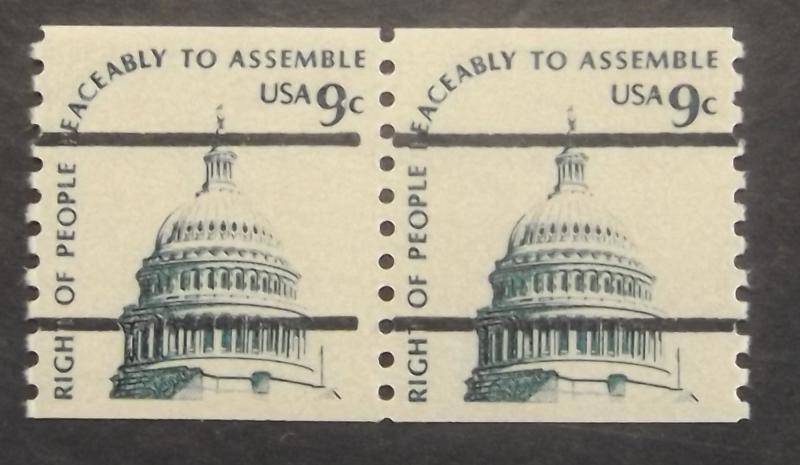 RIGHT OF PEOPLE PEACEABLY TO ASSEMBLE
USA 9c
RIGHT OF PEOPLE PEACEABLY TO ASSEMBLE
USA 9c